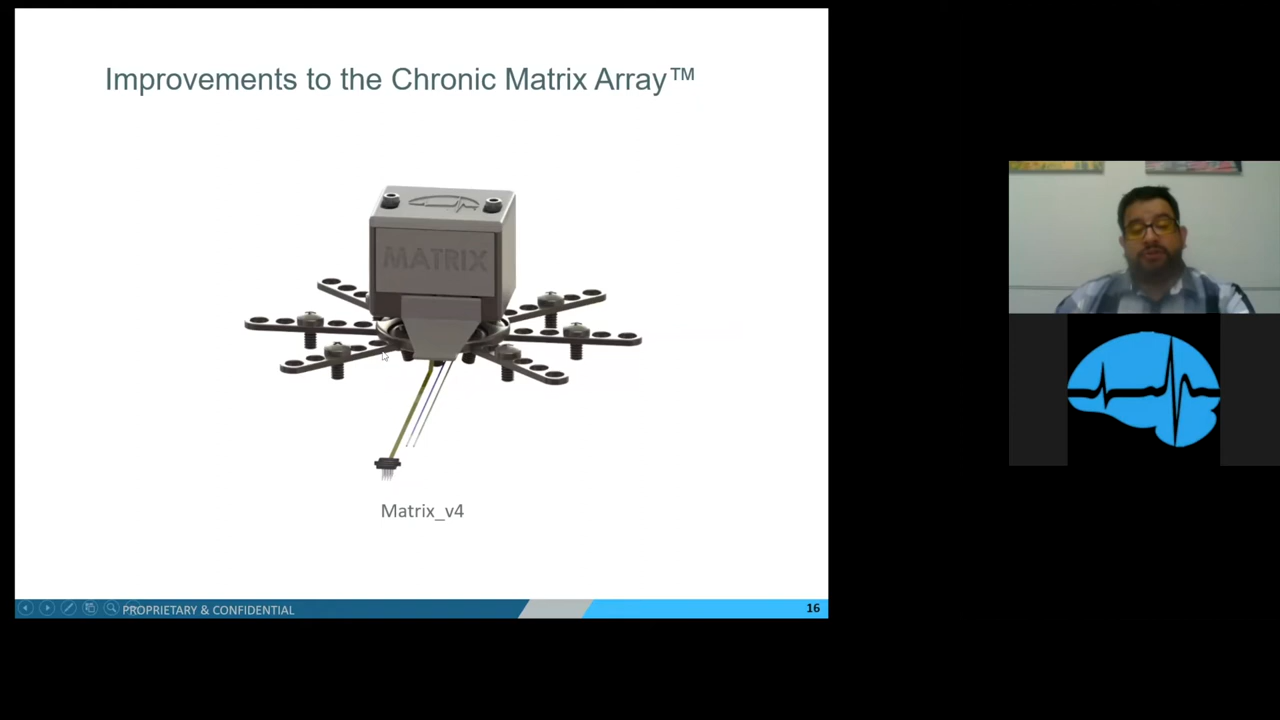 Improvements to the Chronic Matrix Array™
MATRIX
Matrix_v4
PROPRIETARY & CONFIDENTIAL
16